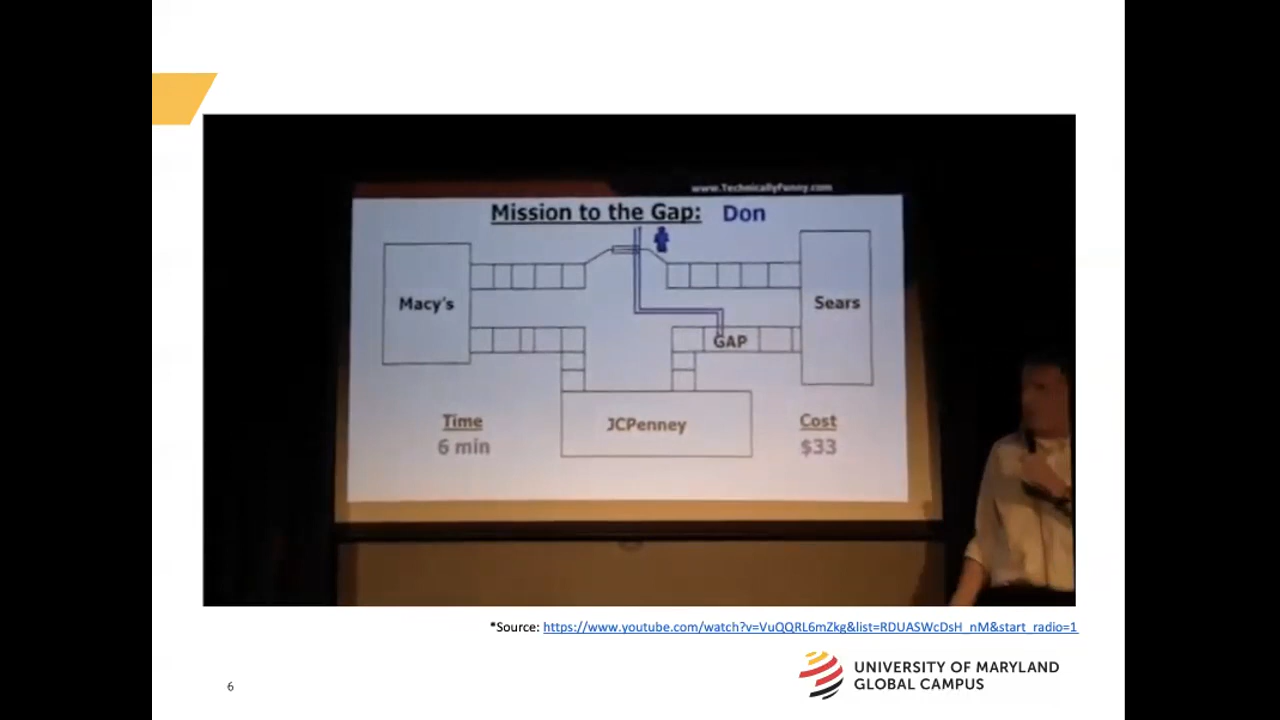 www.TechnicallyFunny.com
Mission to the Gap: Don
Macy's
Sears
GAP
JCPenney
Time
6 min
Cost
$33
*Source: https://www.youtube.com/watch?v=VuQQRL6mZkg&list=RDUASWcDsH_nM&start_radio=1
6
UNIVERSITY OF MARYLAND
GLOBAL CAMPUS